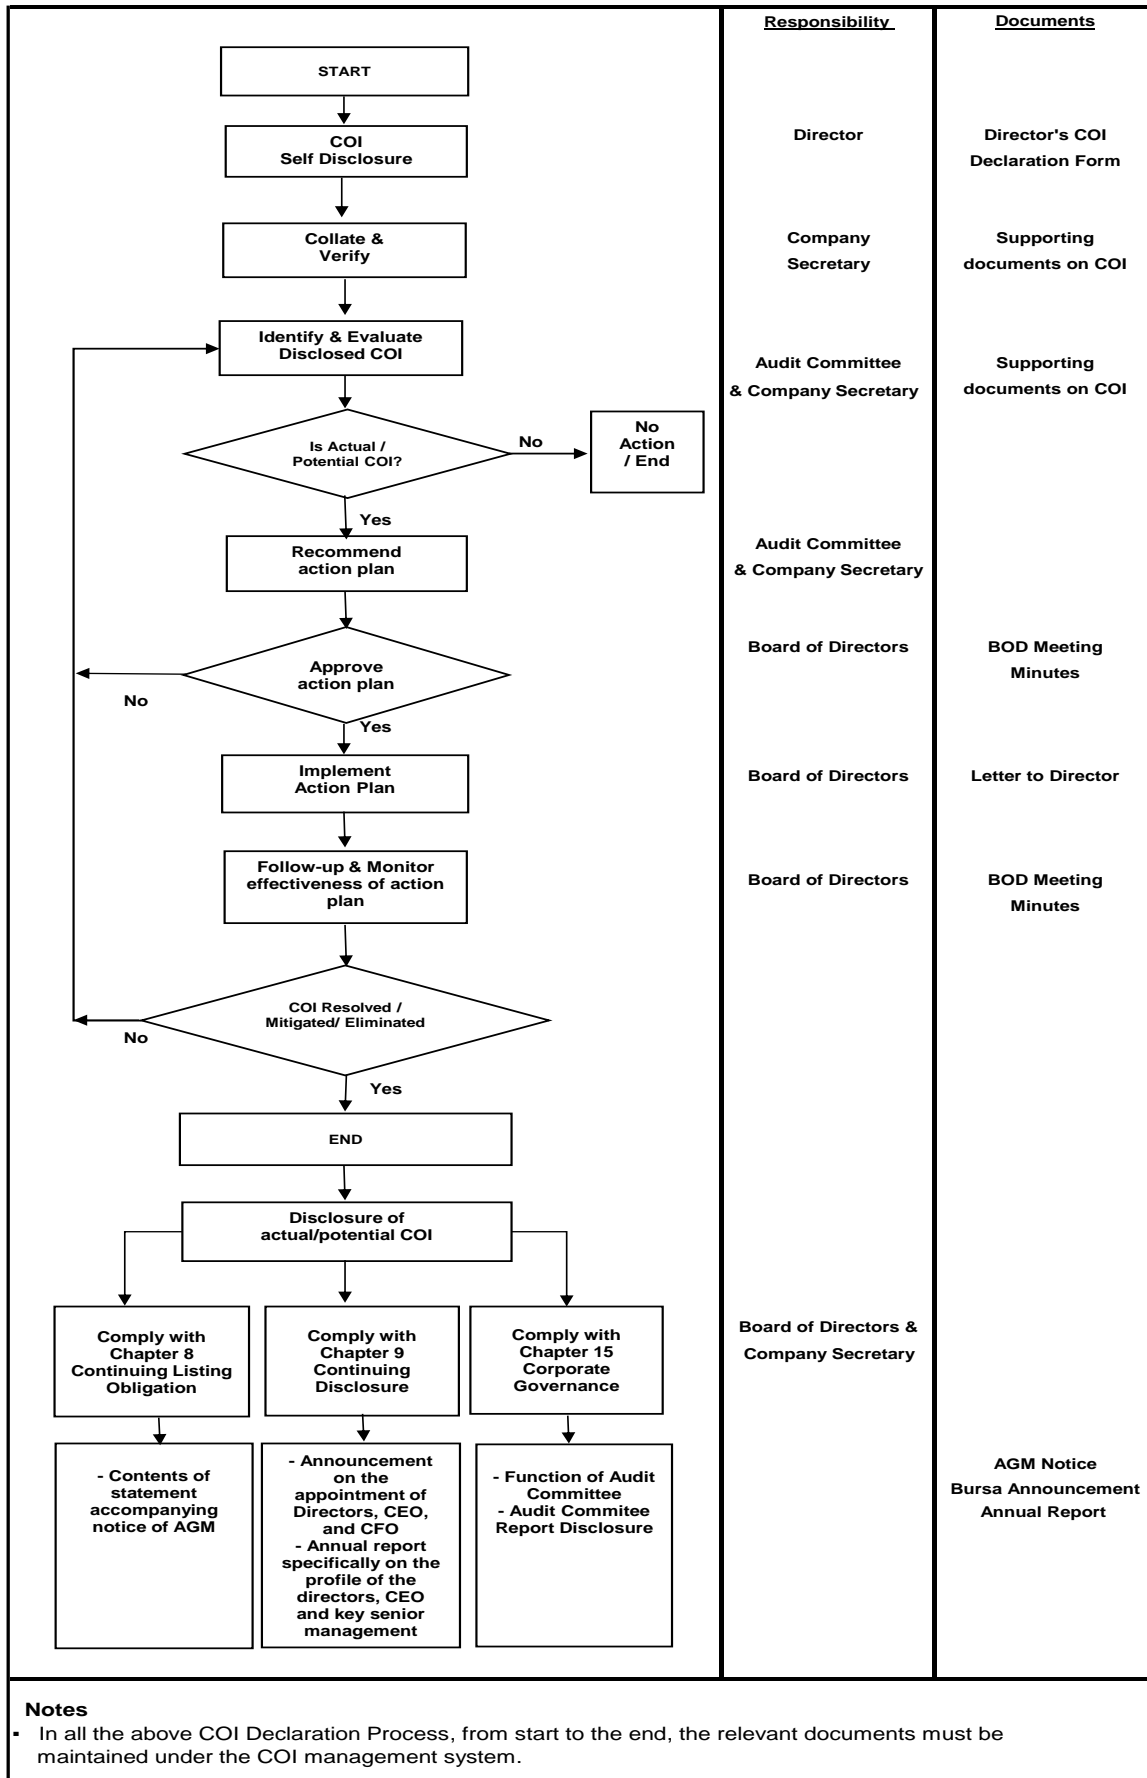 Responsibility
Documents
START
COI
Self Disclosure
Director
Director's COI
Declaration Form
Collate &
Verify
Company
Secretary
Supporting
documents on COI
Identify & Evaluate
Disclosed COI
Audit Committee
& Company Secretary
Supporting
documents on COI
Is Actual /
Potential COI?
No
No
Action
/ End
Yes
Recommend
action plan
Audit Committee
& Company Secretary
Approve
action plan
Board of Directors
BOD Meeting
Minutes
No
Yes
Implement
Action Plan
Board of Directors
Letter to Director
Follow-up & Monitor
effectiveness of action
plan
Board of Directors
BOD Meeting
Minutes
COI Resolved /
Mitigated/ Eliminated
No
Yes
END
Disclosure of
actual/potential COI
Comply with
Chapter 8
Continuing Listing
Obligation
Comply with
Chapter 9
Continuing
Disclosure
Comply with
Chapter 15
Corporate
Governance
Board of Directors &
Company Secretary
- Contents of
statement
accompanying
notice of AGM
- Announcement
on the
appointment of
Directors, CEO,
and CFO
- Annual report
specifically on the
profile of the
directors, CEO
and key senior
management
- Function of Audit
Committee
- Audit Commitee
Report Disclosure
AGM Notice
Bursa Announcement
Annual Report
Notes
▪ In all the above COI Declaration Process, from start to the end, the relevant documents must be
maintained under the COI management system.